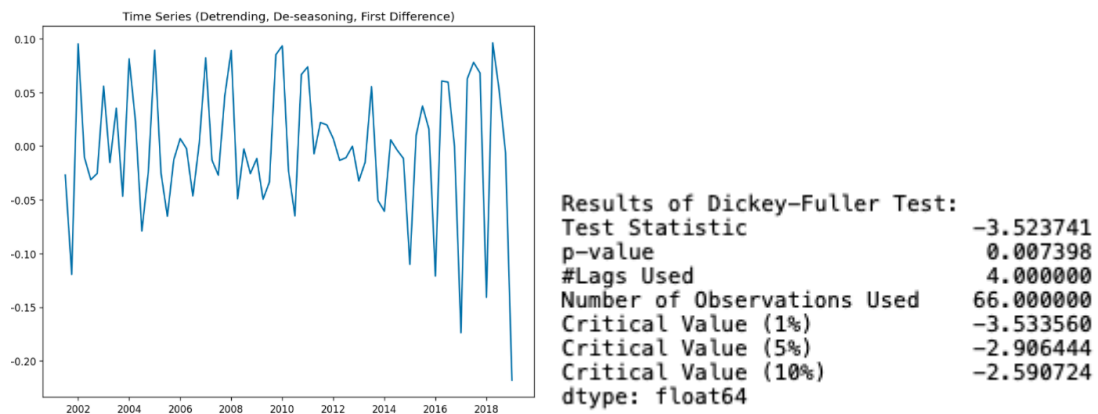 Time Series (Detrending, De-seasoning, First Difference)
0.10
0.05
0.00
-0.05
-0.10
-0.15
-0.20
2002 2004 2006 2008 2010 2012 2014 2016 2018
Results of Dickey-Fuller Test:
Test Statistic -3.523741
p-value 0.007398
#Lags Used 4.000000
Number of Observations Used 66.000000
Critical Value (1%) -3.533560
Critical Value (5%) -2.906444
Critical Value (10%) -2.590724
dtype: float64